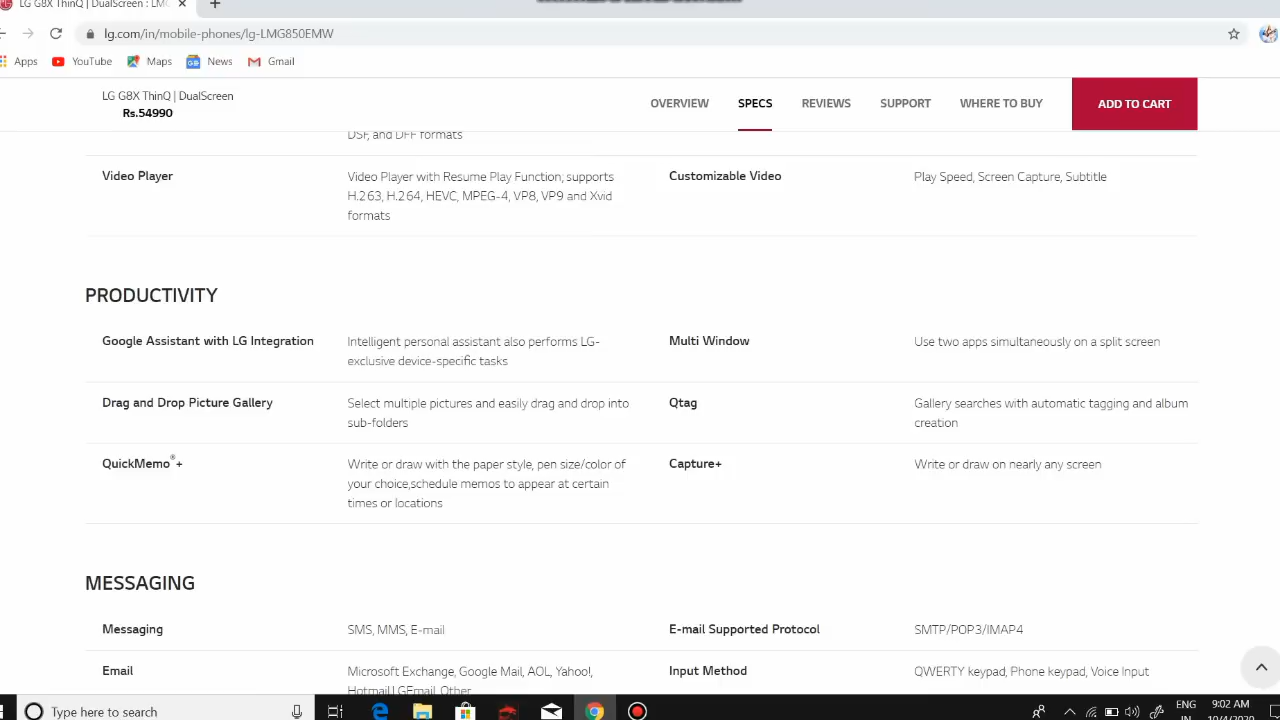 LG G8X ThinQ | DualScreen : LMG
lg.com/in/mobile-phones/lg-LMG850EMW
Apps YouTube Maps News Gmail
LG G8X ThinQ | DualScreen
Rs.54990
OVERVIEW SPECS REVIEWS SUPPORT WHERE TO BUY ADD TO CART
DSF, and DFF formats
Video Player Video Player with Resume Play Function; supports Customizable Video Play Speed, Screen Capture, Subtitle
H.263, H.264, HEVC, MPEG-4, VP8, VP9 and Xvid
formats
PRODUCTIVITY
Google Assistant with LG Integration Intelligent personal assistant also performs LG- Multi Window Use two apps simultaneously on a split screen
exclusive device-specific tasks
Drag and Drop Picture Gallery Select multiple pictures and easily drag and drop into Qtag Gallery searches with automatic tagging and album
sub-folders creation
QuickMemo®+ Write or draw with the paper style, pen size/color of Capture+ Write or draw on nearly any screen
your choice,schedule memos to appear at certain
times or locations
MESSAGING
Messaging SMS, MMS, E-mail E-mail Supported Protocol SMTP/POP3/IMAP4
Email Microsoft Exchange, Google Mail, AOL, Yahoo!, Input Method QWERTY keypad, Phone keypad, Voice Input
Hotmail,LGEmail, Other
Type here to search ENG 9:02 AM
IN 10/4/2020